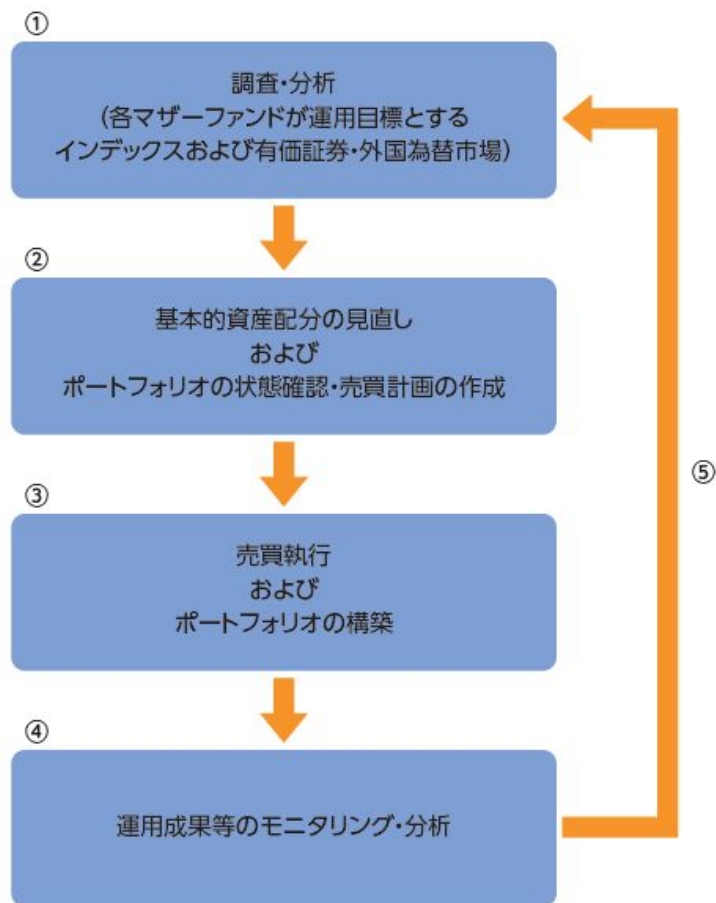 ①
調査・分析
(各マザーファンドが運用目標とする
インデックスおよび有価証券・外国為替市場)
②
基本的資産配分の見直し
および
ポートフォリオの状態確認・売買計画の作成
⑤
③
売買執行
および
ポートフォリオの構築
④
運用成果等のモニタリング・分析